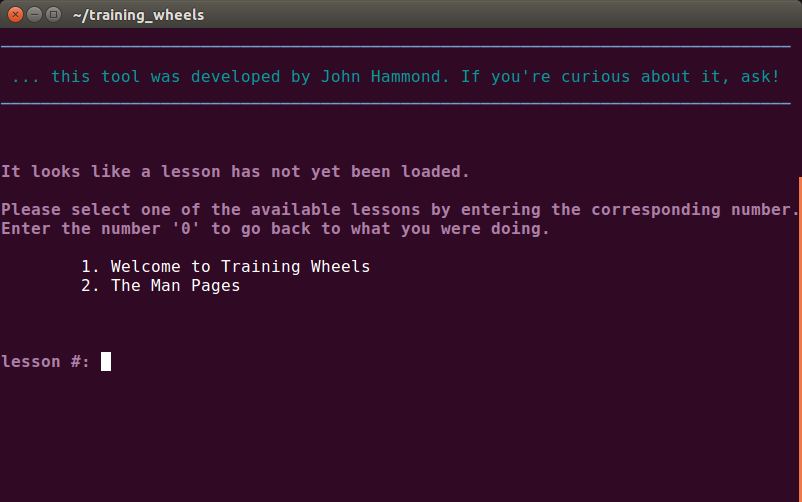 ~/training_wheels
... this tool was developed by John Hammond. If you're curious about it, ask!
It looks like a lesson has not yet been loaded.
Please select one of the available lessons by entering the corresponding number.
Enter the number '0' to go back to what you were doing.
1. Welcome to Training Wheels
2. The Man Pages
lesson #: